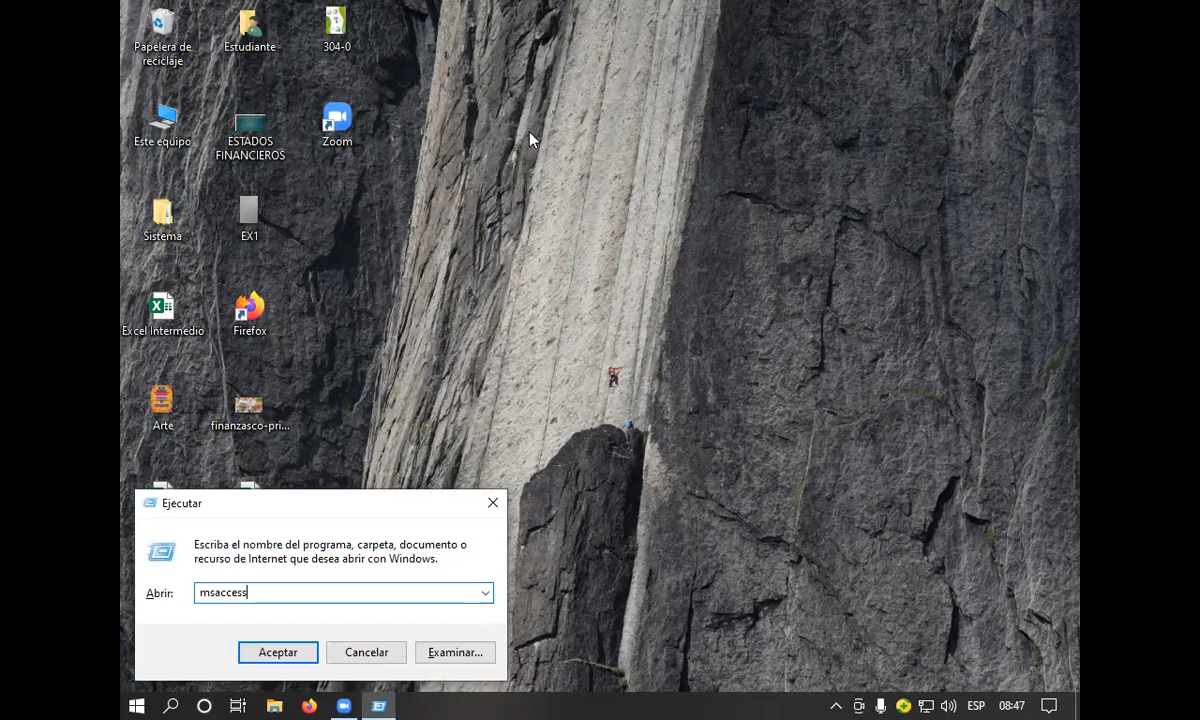 Papelera de
reciclaje
Estudiante
304-0
Este equipo
ESTADOS
FINANCIEROS
Zoom
Sistema
EX1
Excel Intermedio
Firefox
Arte
finanzasco-pri...
Ejecutar
Escriba el nombre del programa, carpeta, documento o
recurso de Internet que desea abrir con Windows.
Abrir:
msaccess
Aceptar
Cancelar
Examinar...
ESP
08:47